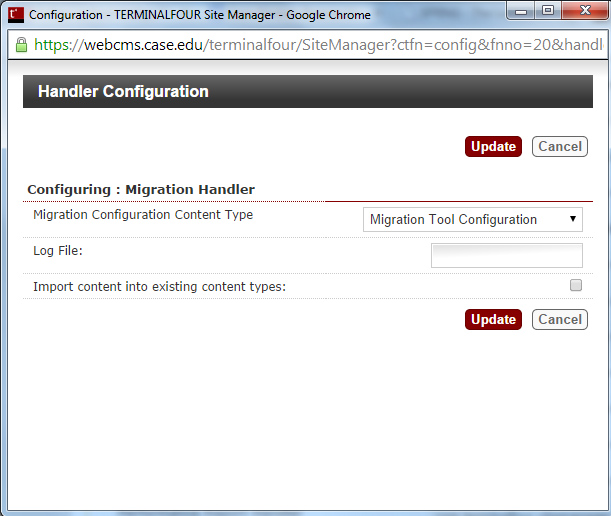 Configuration - TERMINALFOUR Site Manager - Google Chrome
https://webcms.case.edu/terminalfour/SiteManager?ctfn=config&fnno=20&handl
Handler Configuration
Update Cancel
Configuring : Migration Handler
Migration Configuration Content Type Migration Tool Configuration
Log File:
Import content into existing content types:
Update Cancel